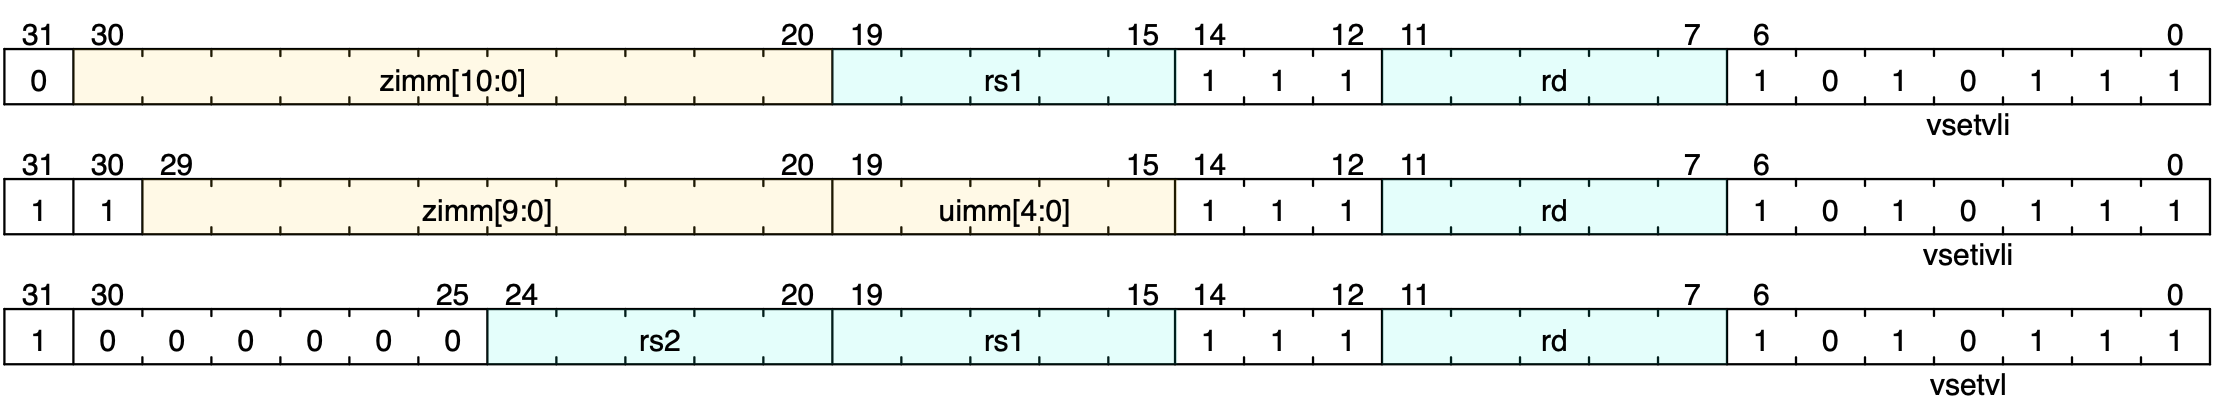 31 30 20 19 15 14 12 11 7 6 0
0 zimm[10:0] rs1 1 1 1 rd 1 0 1 0 1 1 1
vsetvli
31 30 29 20 19 15 14 12 11 7 6 0
1 1 zimm[9:0] uimm[4:0] 1 1 1 rd 1 0 1 0 1 1 1
vsetivli
31 30 25 24 20 19 15 14 12 11 7 6 0
1 0 0 0 0 0 0 rs2 rs1 1 1 1 rd 1 0 1 0 1 1 1
vsetvl